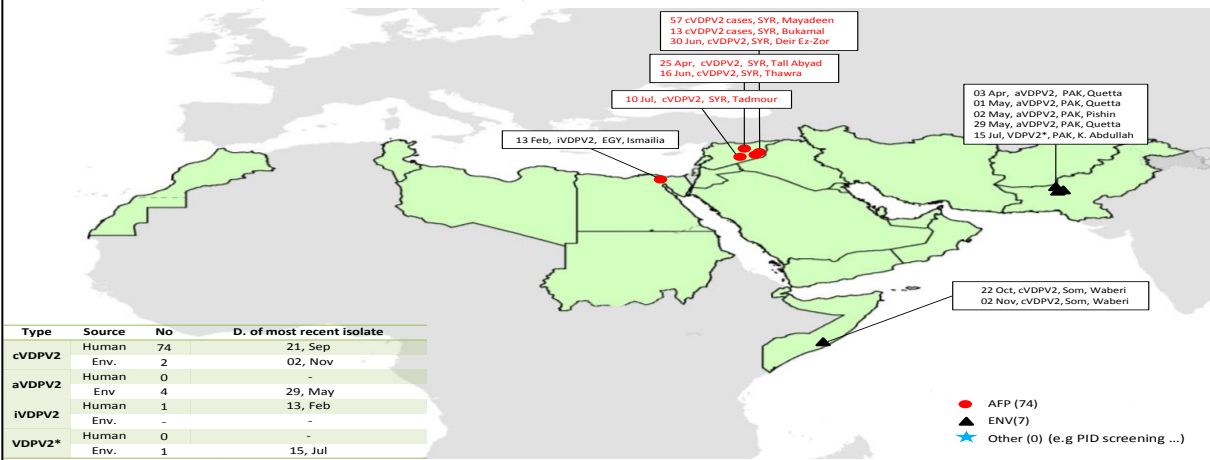 57 cVDPV2 cases, SYR, Mayadeen
13 cVDPV2 cases, SYR, Bukamal
30 Jun, cVDPV2, SYR, Deir Ez-Zor
25 Apr, cVDPV2, SYR, Tall Abyad
16 Jun, cVDPV2, SYR, Thawra
10 Jul, cVDPV2, SYR, Tadmour
13 Feb, iVDPV2, EGY, Ismailia
03 Apr, aVDPV2, PAK, Quetta
01 May, aVDPV2, PAK, Quetta
02 May, aVDPV2, PAK, Pishin
29 May, aVDPV2, PAK, Quetta
15 Jul, VDPV2*, PAK, K. Abdullah
22 Oct, cVDPV2, Som, Waberi
02 Nov, cVDPV2, Som, Waberi
Type Source No D. of most recent isolate
cVDPV2 Human 74 21, Sep
Env. 2 02, Nov
aVDPV2 Human 0 -
Env 4 29, May
iVDPV2 Human 1 13, Feb
Env. - -
VDPV2* Human 0 -
Env. 1 15, Jul
AFP (74)
ENV(7)
Other (0) (e.g PID screening ...)